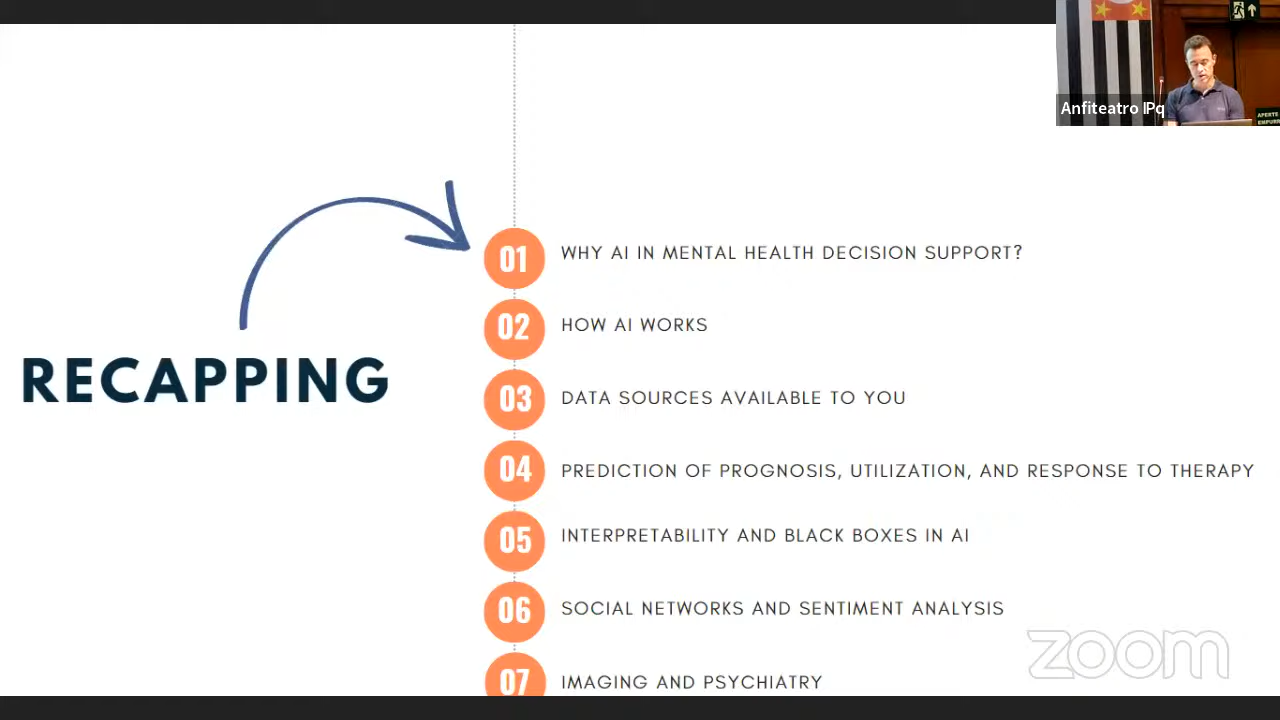 Anfiteatro IPq
APERTE
EMPURRE
RECAPPING
01 WHY AI IN MENTAL HEALTH DECISION SUPPORT?
02 HOW AI WORKS
03 DATA SOURCES AVAILABLE TO YOU
04 PREDICTION OF PROGNOSIS, UTILIZATION, AND RESPONSE TO THERAPY
05 INTERPRETABILITY AND BLACK BOXES IN AI
06 SOCIAL NETWORKS AND SENTIMENT ANALYSIS
07 IMAGING AND PSYCHIATRY
zoom